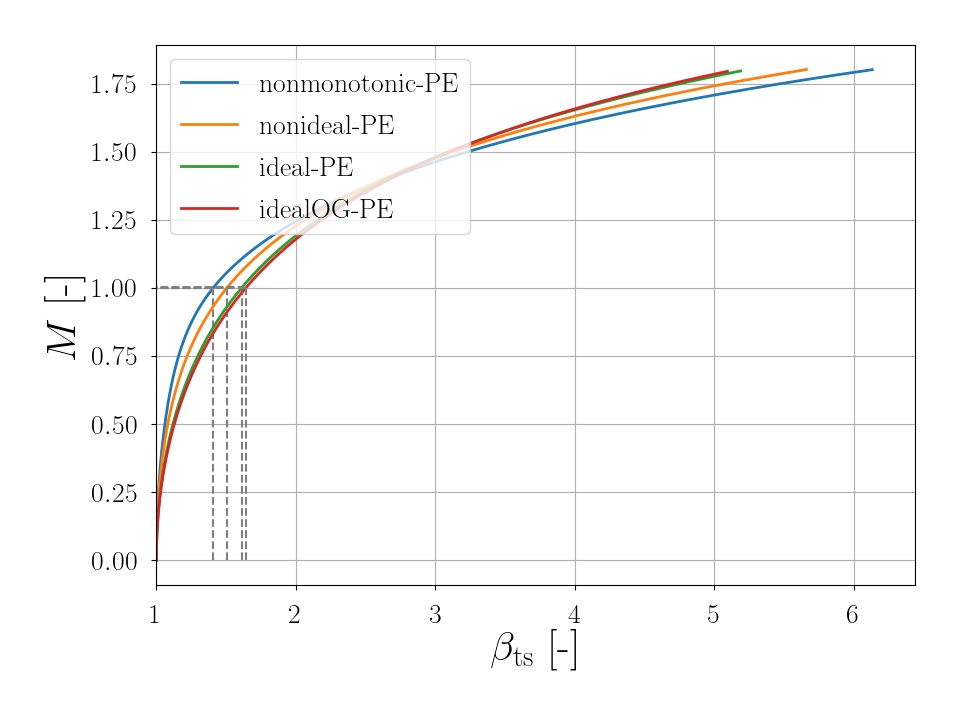 nonmonotonic-PE
nonideal-PE
ideal-PE
idealOG-PE
1.75
1.50
1.25
1.00
0.75
0.50
0.25
0.00
M [-]
1 2 3 4 5 6
β_ts [-]